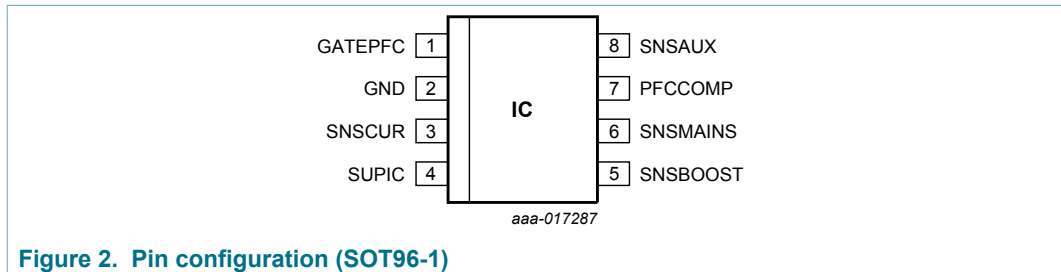 GATEPFC 1 8 SNSAUX
GND 2 7 PFCCOMP
IC
SNSCUR 3 6 SNSMAINS
SUPIC 4 5 SNSBOOST
aaa-017287
Figure 2. Pin configuration (SOT96-1)